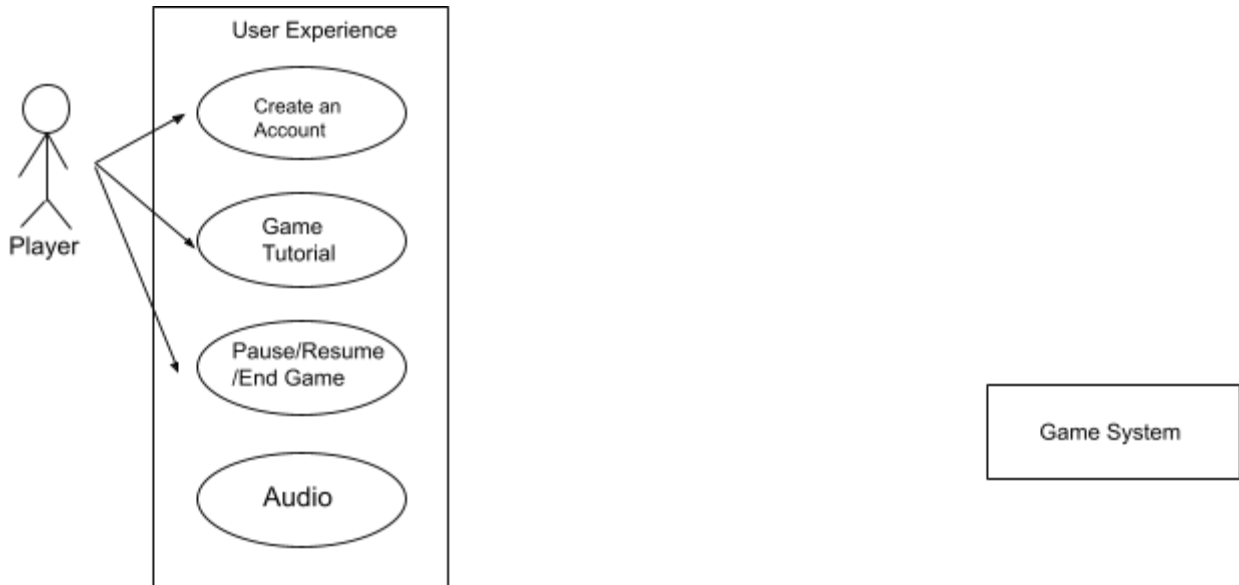 User Experience
Create an
Account
Player
Game
Tutorial
Pause/Resume
/End Game
Game System
Audio